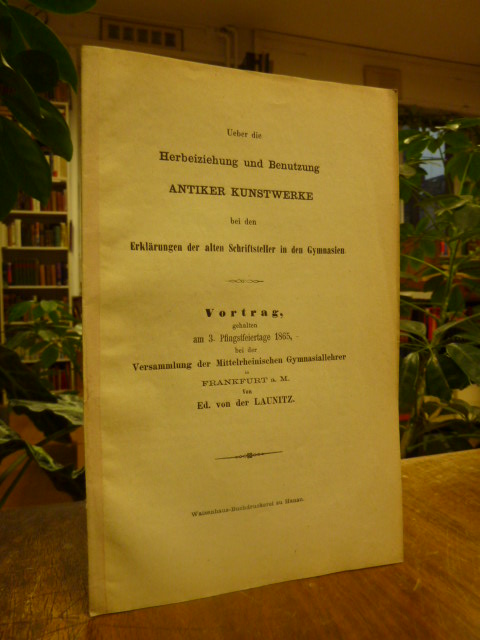 Ueber die
Herbeiziehung und Benutzung
ANTIKER KUNSTWERKE
bei den
Erklärungen der alten Schriftsteller in den Gymnasien
Vortrag,
gehalten
am 3. Pfingstfeiertage 1865,
bei der
Versammlung der Mittelrheinischen Gymnasiallehrer
in
FRANKFURT a. M.
Von
Ed. von der LAUNITZ.
Waisenhaus-Buchdruckerei zu Hanau.